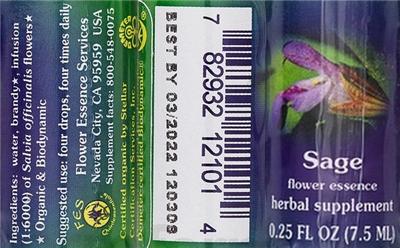 Ingredients: water, brandy★, infusion
(1:6000) of Salvia officinalis flowers★
★ Organic & Biodynamic
Suggested use: four drops, four times daily
Flower Essence Services
Nevada City, CA 95959 USA
Supplement facts: 800-548-0075
FES
Certified organic by Stellar
Certification Services, Inc.
Demeter certified Biodynamic®
BEST BY 03/2022 120308
7 82932 12101 4
Sage
flower essence
herbal supplement
0.25 FL OZ (7.5 ML)